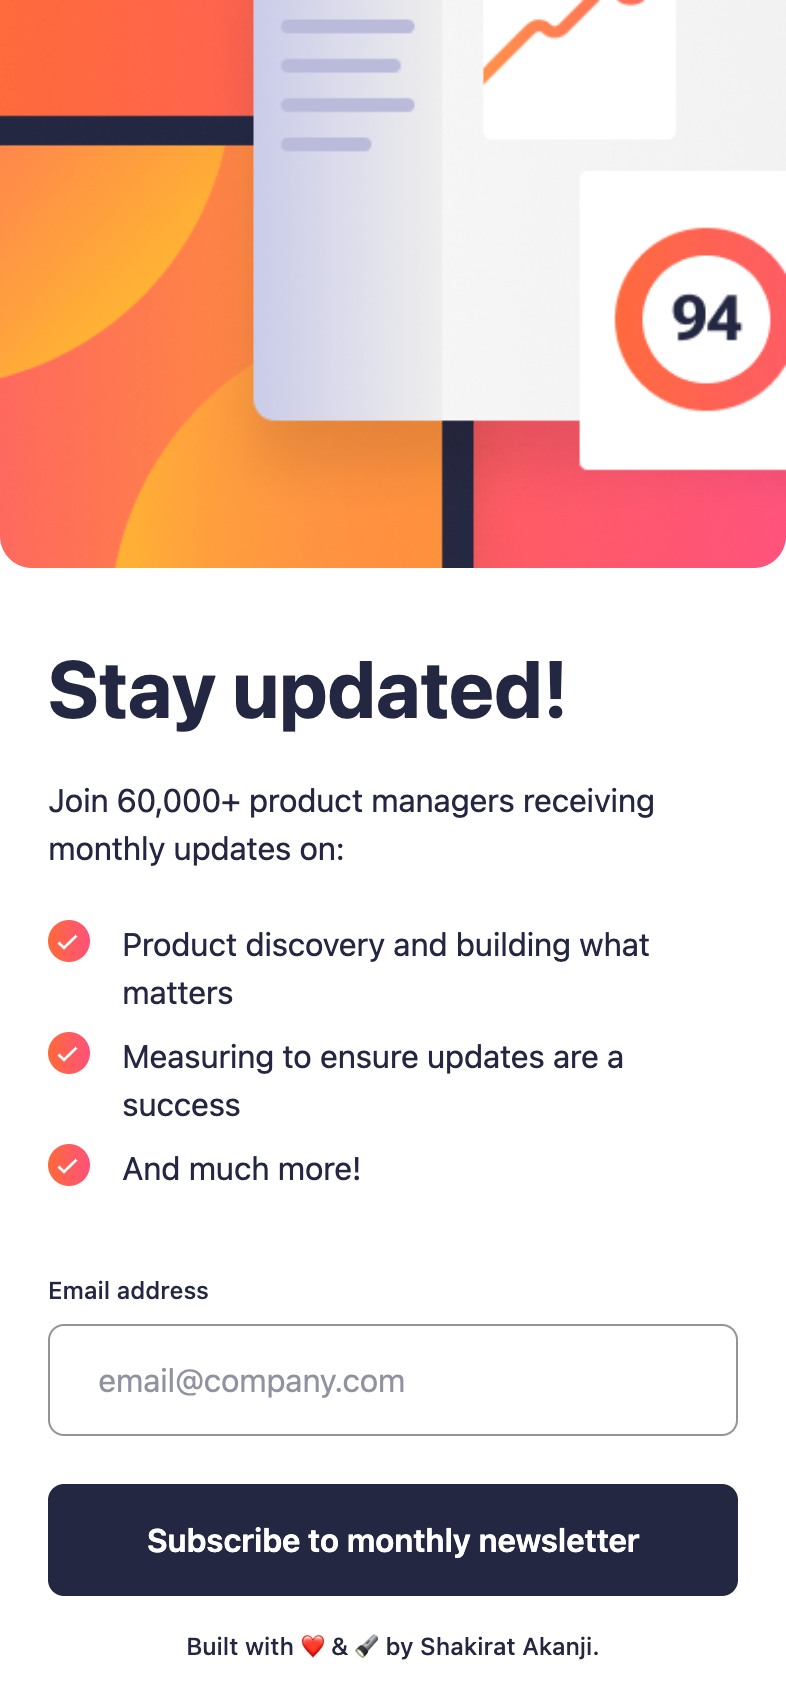 94
Stay updated!
Join 60,000+ product managers receiving
monthly updates on:
Product discovery and building what
matters
Measuring to ensure updates are a
success
And much more!
Email address
email@company.com
Subscribe to monthly newsletter
Built with ❤️ & 🔦 by Shakirat Akanji.